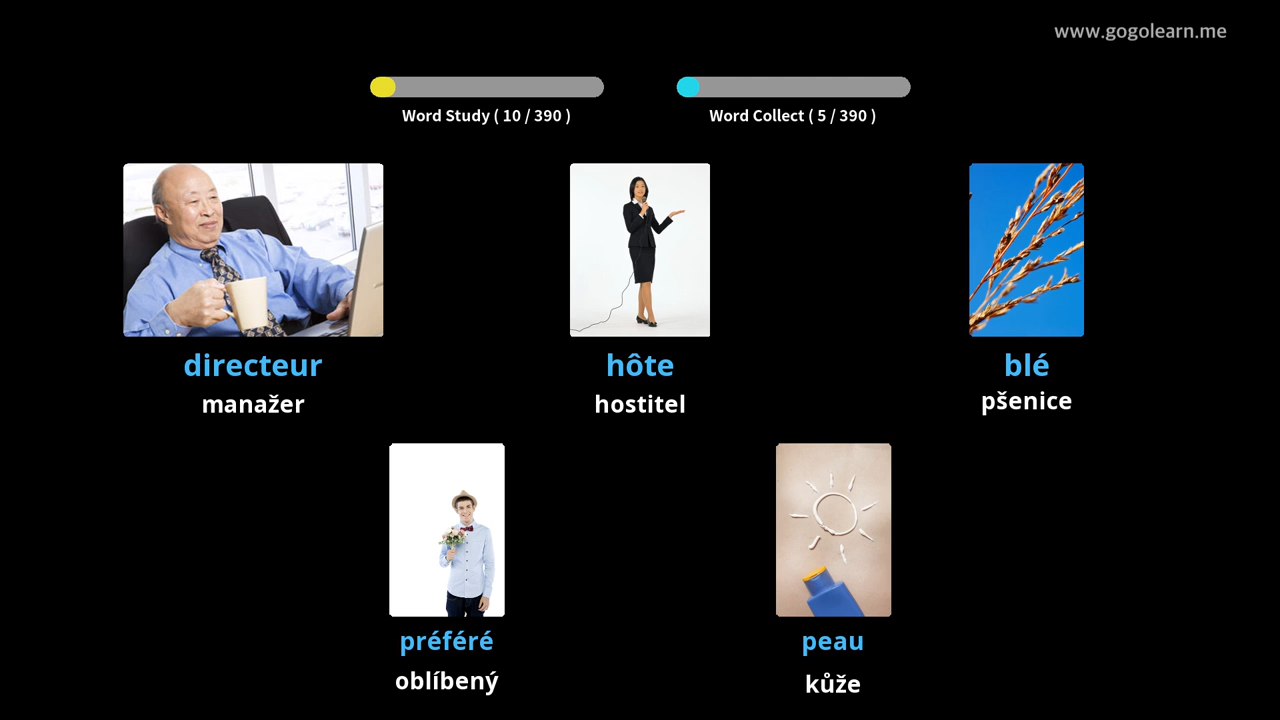 www.gogolearn.me
Word Study ( 10 / 390 )
Word Collect ( 5 / 390 )
directeur
manažer
hôte
hostitel
blé
pšenice
préféré
oblíbený
peau
kůže